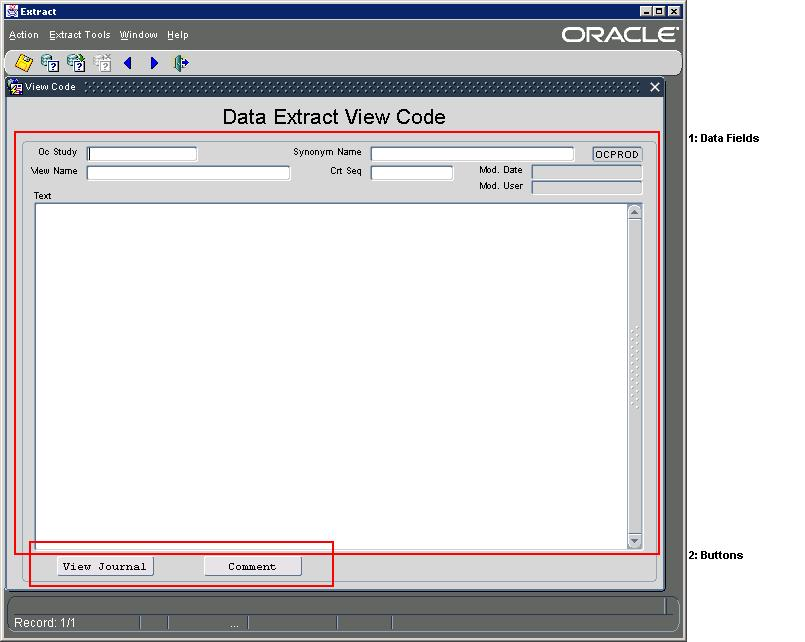 Extract
Action Extract Tools Window Help
ORACLE
View Code
Data Extract View Code
1: Data Fields
Oc Study Synonym Name OCPROD
View Name Crt Seq Mod. Date
Mod. User
Text
2: Buttons
View Journal Comment
Record: 1/1 ...